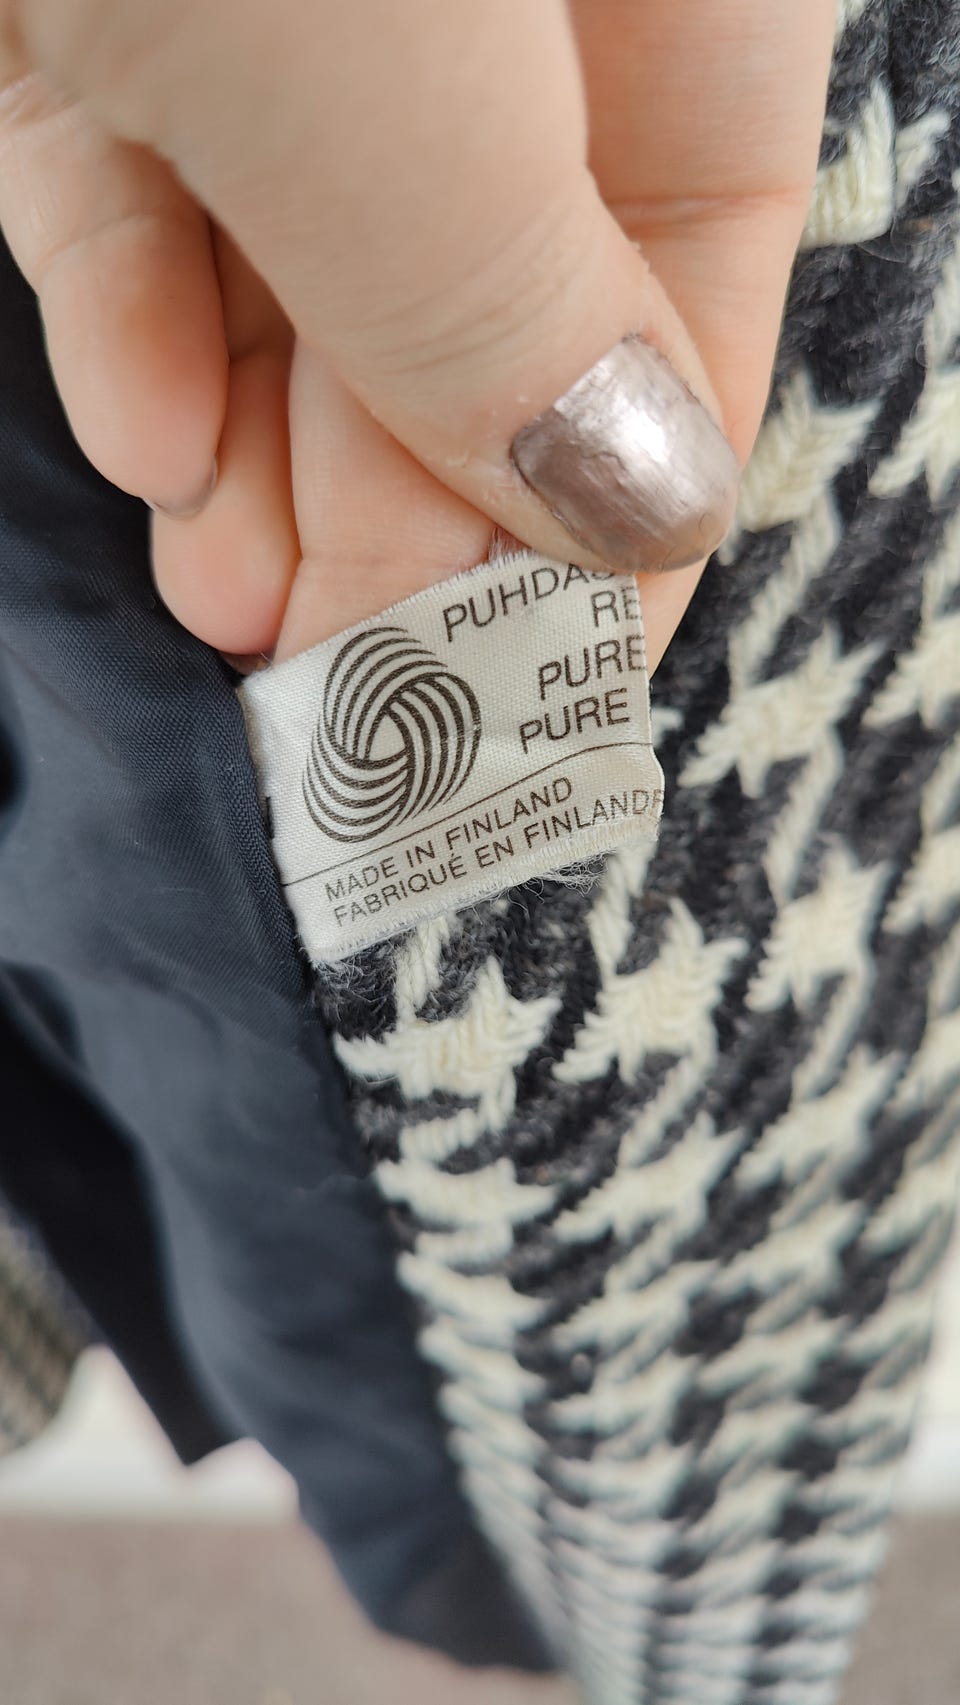 PUHDAS
RE
PURE
PURE
MADE IN FINLAND
FABRIQUÉ EN FINLANDE